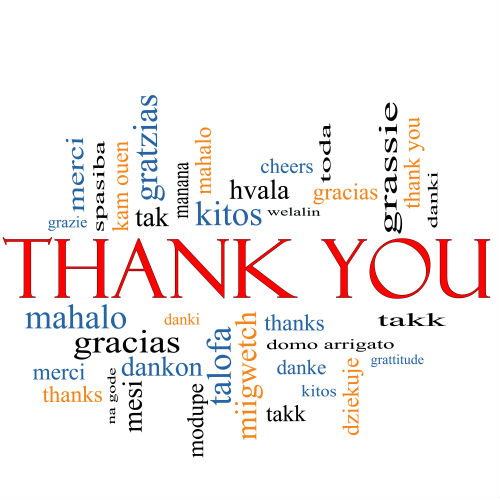 merci
spasiba
kam ouen
gratzias
manana
mahalo
cheers
toda
grassie
thank you
danki
grazie
tak
kitos
hvala
welalin
gracias
THANK YOU
mahalo
danki
thanks
takk
gracias
domo arrigato
merci
dankon
talofa
miigwetch
danke
grattitude
thanks
na gode
mesi
modupe
takk
kitos
dziekuje